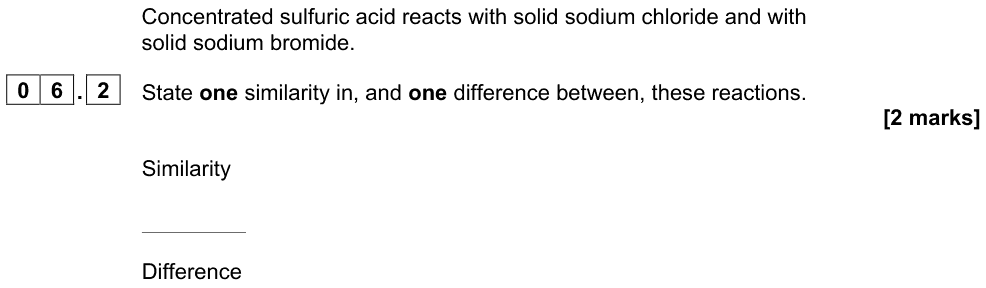 Concentrated sulfuric acid reacts with solid sodium chloride and with
solid sodium bromide.
0 6 . 2 State one similarity in, and one difference between, these reactions.
[2 marks]
Similarity
Difference